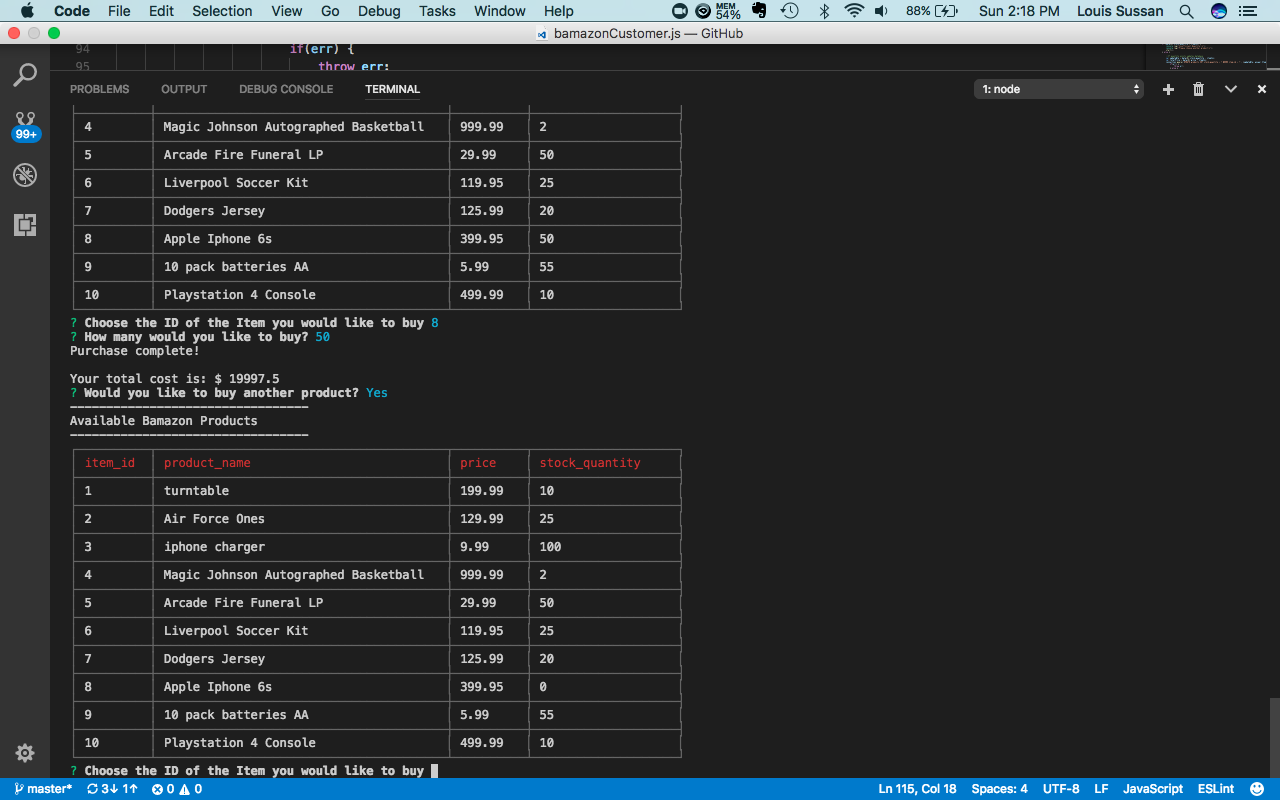 Code File Edit Selection View Go Debug Tasks Window Help MEM 54% 88% Sun 2:18 PM Louis Sussan
bamazonCustomer.js — GitHub
94 if(err) {
95 throw err;
PROBLEMS OUTPUT DEBUG CONSOLE TERMINAL 1: node
99+
4 Magic Johnson Autographed Basketball 999.99 2
5 Arcade Fire Funeral LP 29.99 50
6 Liverpool Soccer Kit 119.95 25
7 Dodgers Jersey 125.99 20
8 Apple Iphone 6s 399.95 50
9 10 pack batteries AA 5.99 55
10 Playstation 4 Console 499.99 10
? Choose the ID of the Item you would like to buy 8
? How many would you like to buy? 50
Purchase complete!
Your total cost is: $ 19997.5
? Would you like to buy another product? Yes
---------------------------------
Available Bamazon Products
---------------------------------
item_id product_name price stock_quantity
1 turntable 199.99 10
2 Air Force Ones 129.99 25
3 iphone charger 9.99 100
4 Magic Johnson Autographed Basketball 999.99 2
5 Arcade Fire Funeral LP 29.99 50
6 Liverpool Soccer Kit 119.95 25
7 Dodgers Jersey 125.99 20
8 Apple Iphone 6s 399.95 0
9 10 pack batteries AA 5.99 55
10 Playstation 4 Console 499.99 10
? Choose the ID of the Item you would like to buy
master* 3↓ 1↑ 0 0 Ln 115, Col 18 Spaces: 4 UTF-8 LF JavaScript ESLint